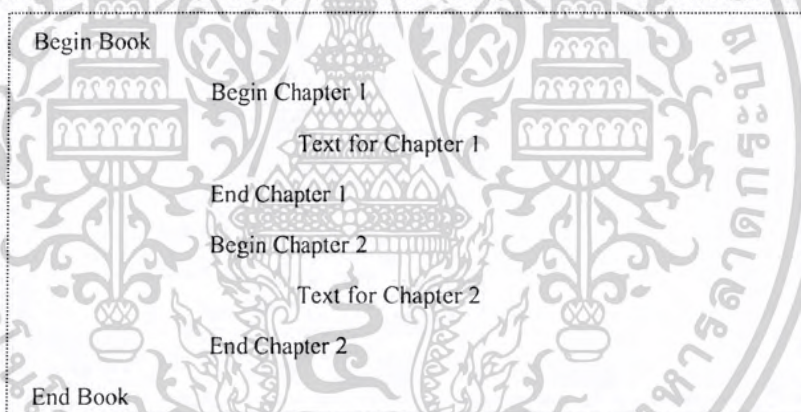 Begin Book
Begin Chapter 1
Text for Chapter 1
End Chapter 1
Begin Chapter 2
Text for Chapter 2
End Chapter 2
End Book